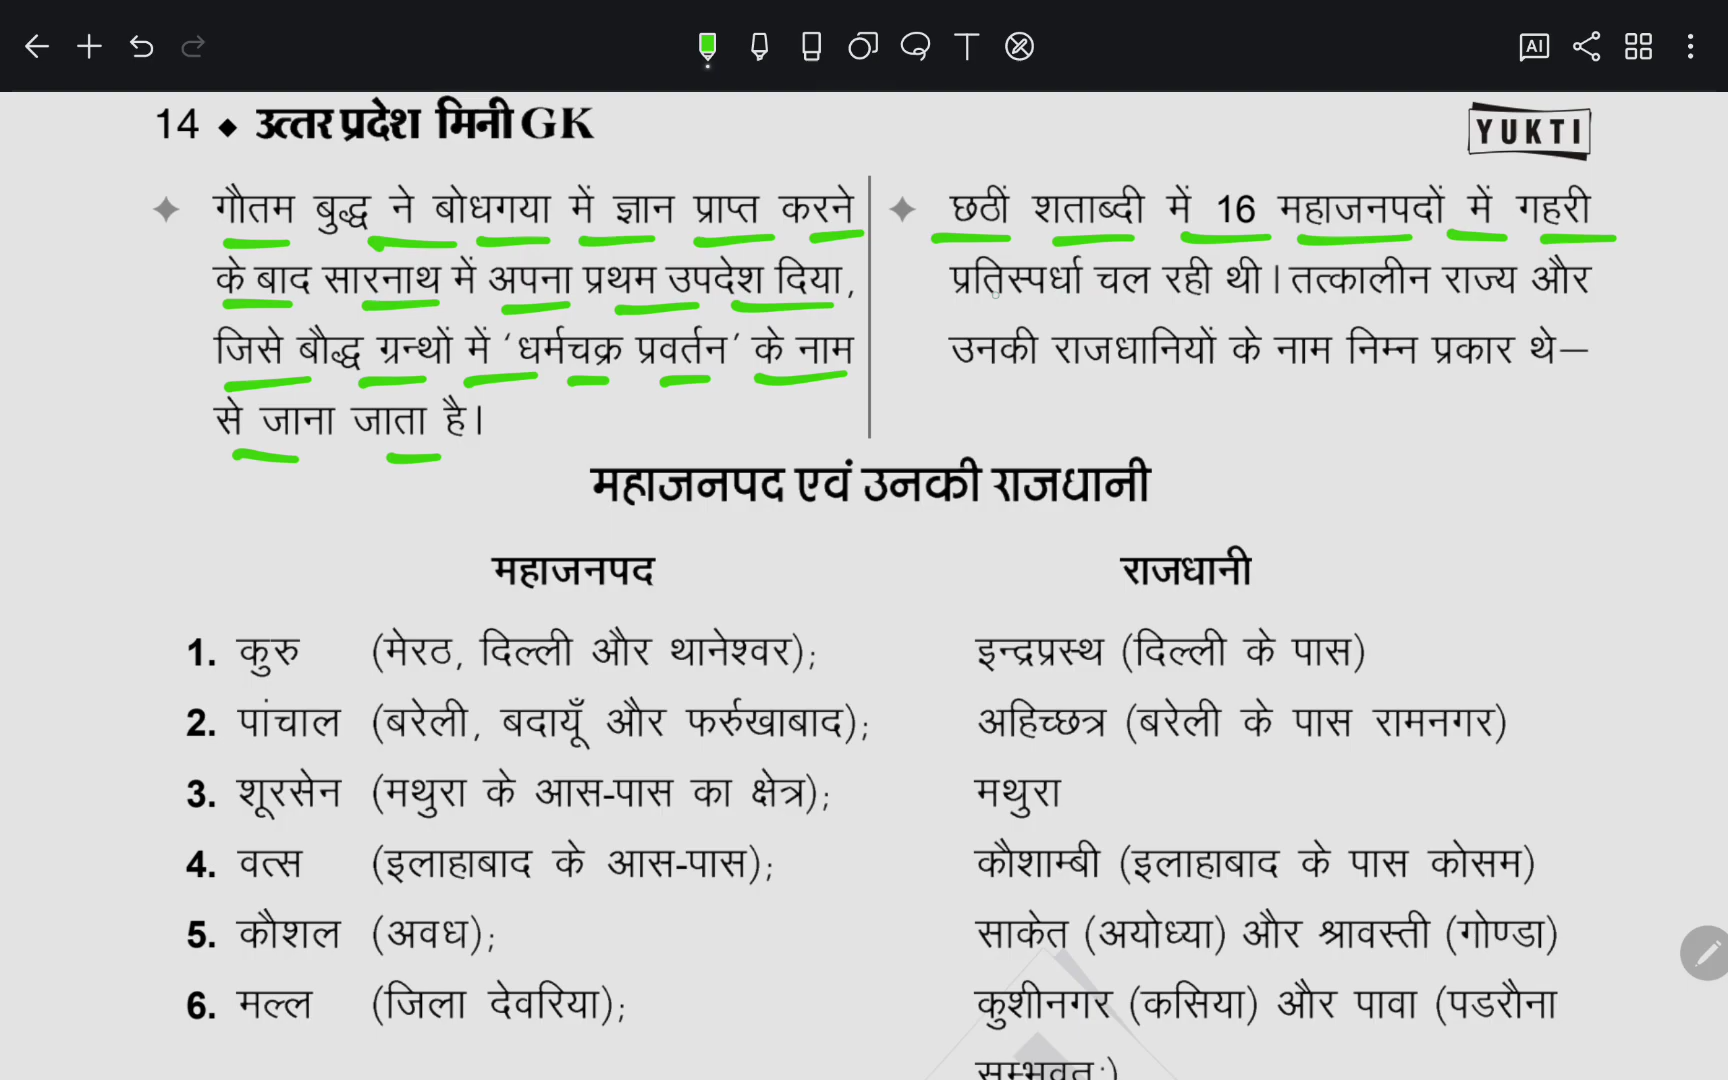 AI
14 ◆ उत्तर प्रदेश मिनी GK
YUKTI
गौतम बुद्ध ने बोधगया में ज्ञान प्राप्त करने
के बाद सारनाथ में अपना प्रथम उपदेश दिया,
जिसे बौद्ध ग्रन्थों में ‘धर्मचक्र प्रवर्तन’ के नाम
से जाना जाता है।
छठीं शताब्दी में 16 महाजनपदों में गहरी
प्रतिस्पर्धा चल रही थी। तत्कालीन राज्य और
उनकी राजधानियों के नाम निम्न प्रकार थे—
महाजनपद एवं उनकी राजधानी
महाजनपद राजधानी
1. कुरु (मेरठ, दिल्ली और थानेश्वर); इन्द्रप्रस्थ (दिल्ली के पास)
2. पांचाल (बरेली, बदायूँ और फर्रुखाबाद); अहिच्छत्र (बरेली के पास रामनगर)
3. शूरसेन (मथुरा के आस-पास का क्षेत्र); मथुरा
4. वत्स (इलाहाबाद के आस-पास); कौशाम्बी (इलाहाबाद के पास कोसम)
5. कौशल (अवध); साकेत (अयोध्या) और श्रावस्ती (गोण्डा)
6. मल्ल (जिला देवरिया); कुशीनगर (कसिया) और पावा (पडरौना
सम्भवतः)